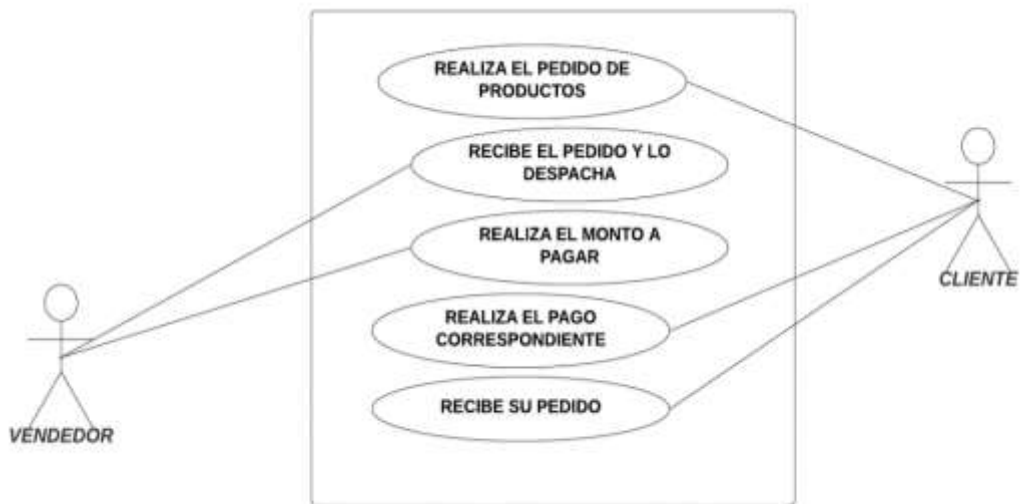 REALIZA EL PEDIDO DE
PRODUCTOS
RECIBE EL PEDIDO Y LO
DESPACHA
REALIZA EL MONTO A
PAGAR
CLIENTE
REALIZA EL PAGO
CORRESPONDIENTE
RECIBE SU PEDIDO
VENDEDOR